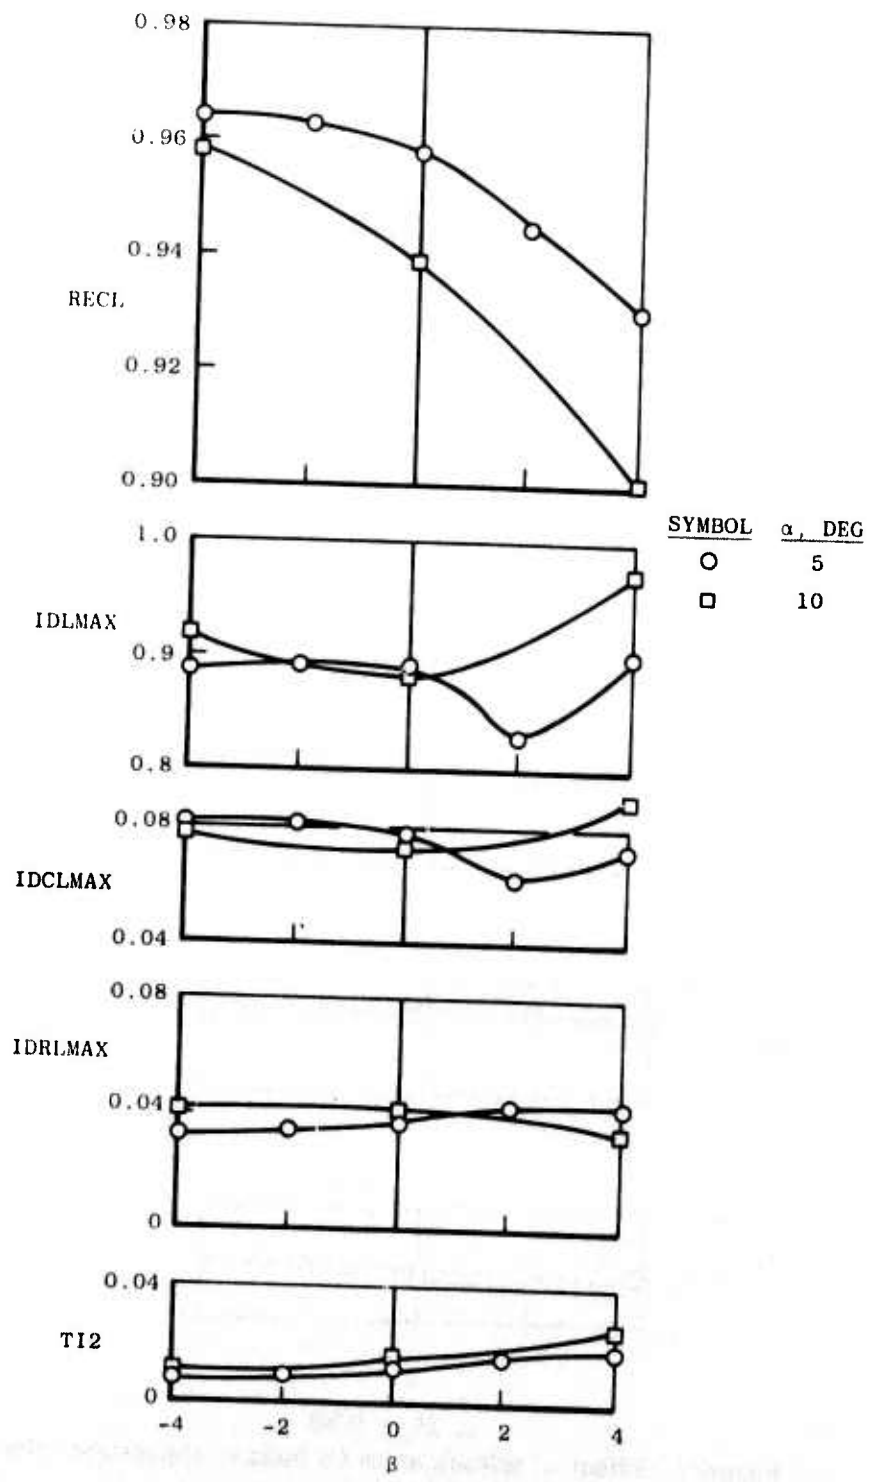 0.98
0.96
0.94
RECL
0.92
0.90
SYMBOL α, DEG
5
10
1.0
IDLMAX
0.9
0.8
0.08
IDCLMAX
0.04
0.08
IDRLMAX
0.04
0
0.04
TI2
0
-4 -2 0 2 4
β